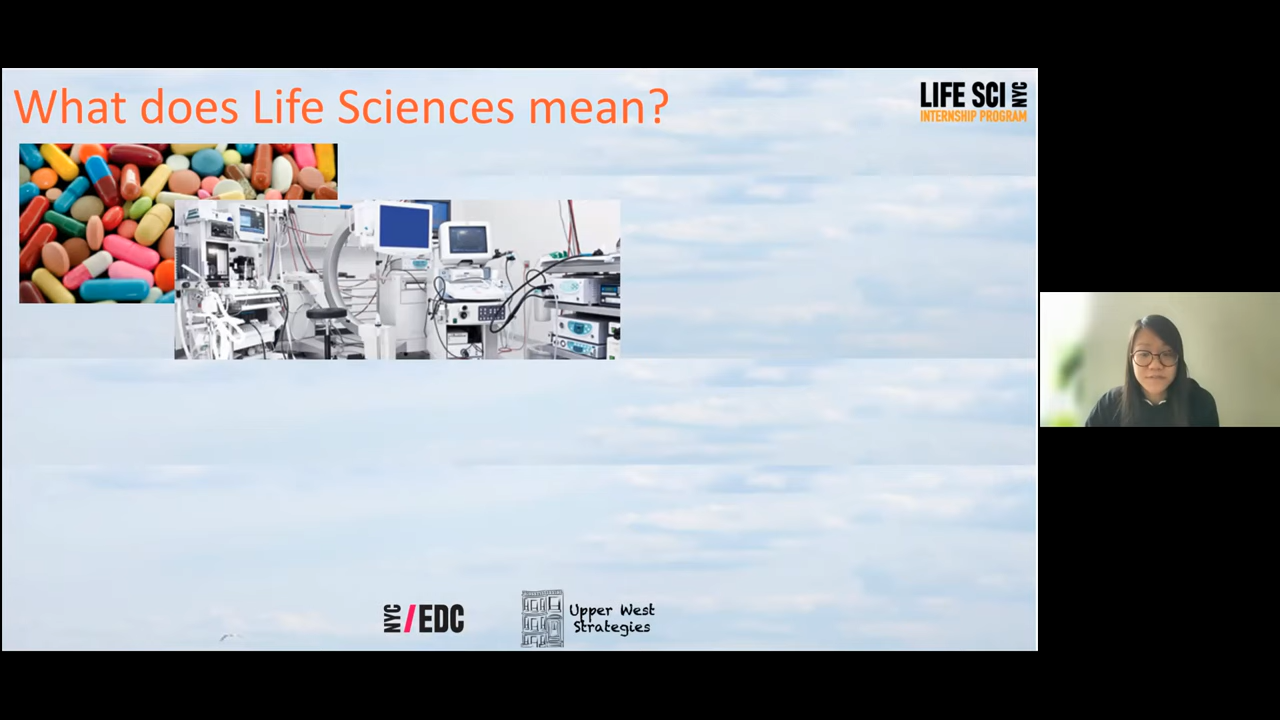 What does Life Sciences mean?
LIFE SCI NYC
INTERNSHIP PROGRAM
NYC / EDC
Upper West
Strategies